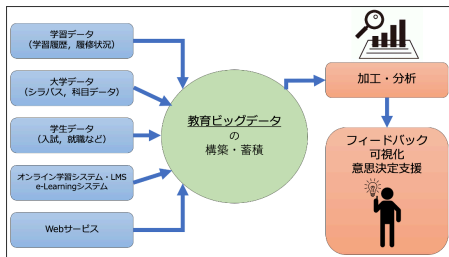 学習データ
（学習履歴，履修状況）
大学データ
（シラバス，科目データ）
学生データ
（入試，就職など）
オンライン学習システム・LMS
e-Learningシステム
Webサービス
教育ビッグデータ
の
構築・蓄積
加工・分析
フィードバック
可視化
意思決定支援